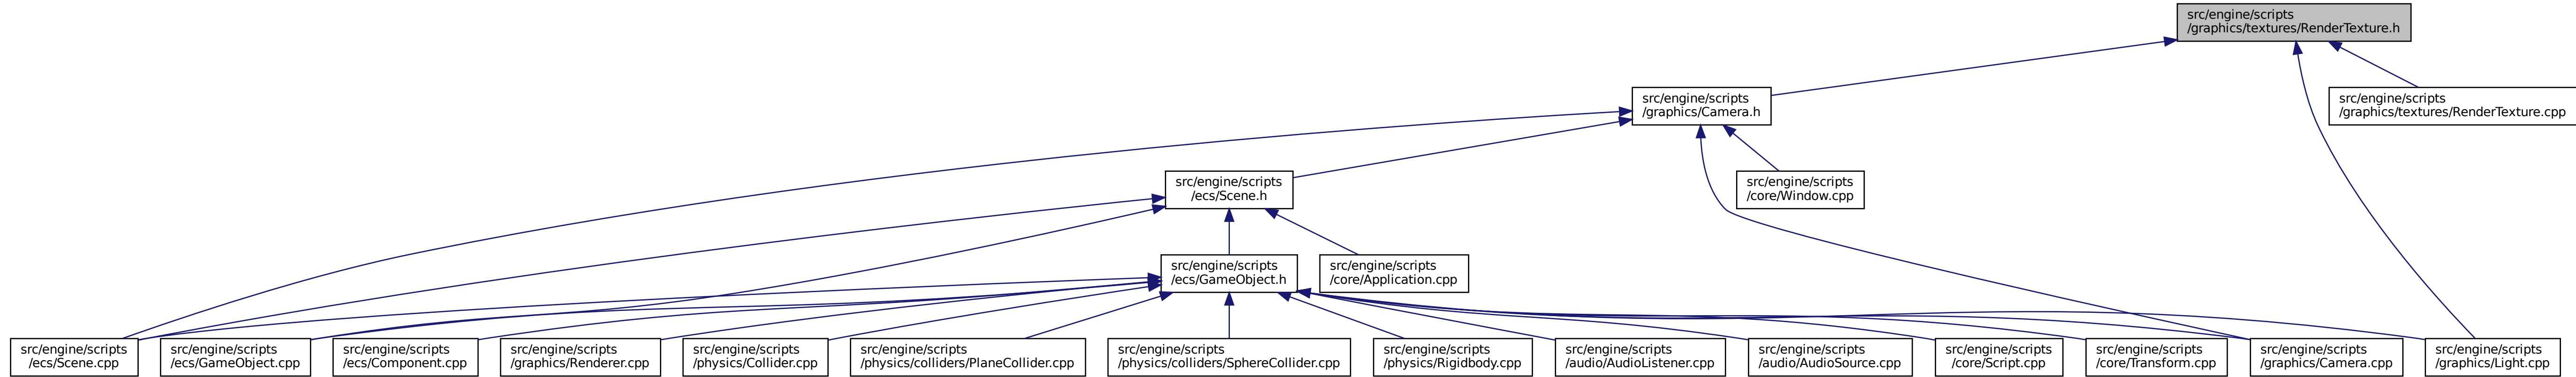 src/engine/scripts
/graphics/textures/RenderTexture.h
src/engine/scripts
/graphics/Camera.h
src/engine/scripts
/graphics/textures/RenderTexture.cpp
src/engine/scripts
/ecs/Scene.h
src/engine/scripts
/core/Window.cpp
src/engine/scripts
/ecs/GameObject.h
src/engine/scripts
/core/Application.cpp
src/engine/scripts
/ecs/Scene.cpp
src/engine/scripts
/ecs/GameObject.cpp
src/engine/scripts
/ecs/Component.cpp
src/engine/scripts
/graphics/Renderer.cpp
src/engine/scripts
/physics/Collider.cpp
src/engine/scripts
/physics/colliders/PlaneCollider.cpp
src/engine/scripts
/physics/colliders/SphereCollider.cpp
src/engine/scripts
/physics/Rigidbody.cpp
src/engine/scripts
/audio/AudioListener.cpp
src/engine/scripts
/audio/AudioSource.cpp
src/engine/scripts
/core/Script.cpp
src/engine/scripts
/core/Transform.cpp
src/engine/scripts
/graphics/Camera.cpp
src/engine/scripts
/graphics/Light.cpp